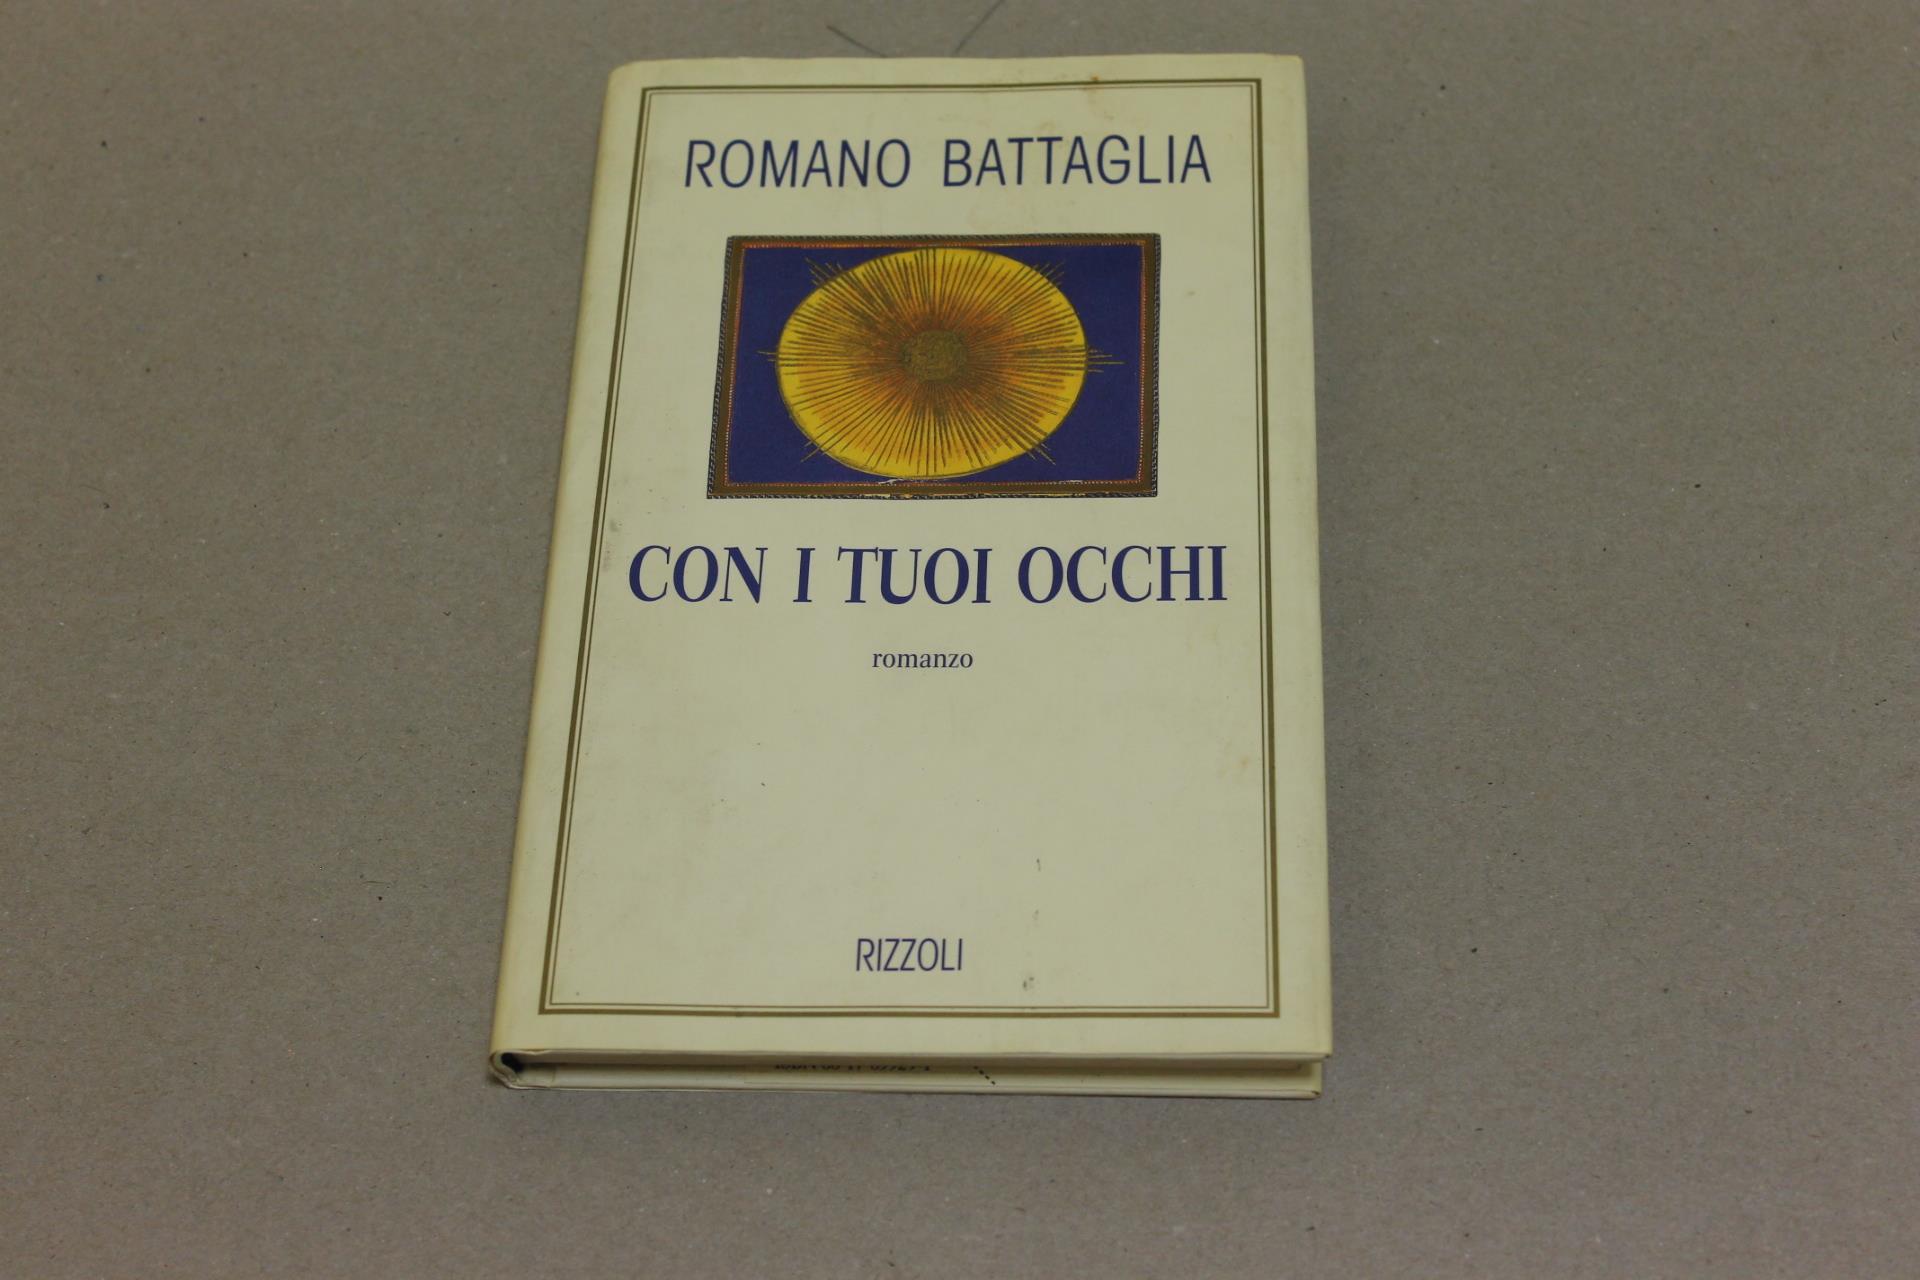 ROMANO BATTAGLIA
CON I TUOI OCCHI
romanzo
RIZZOLI